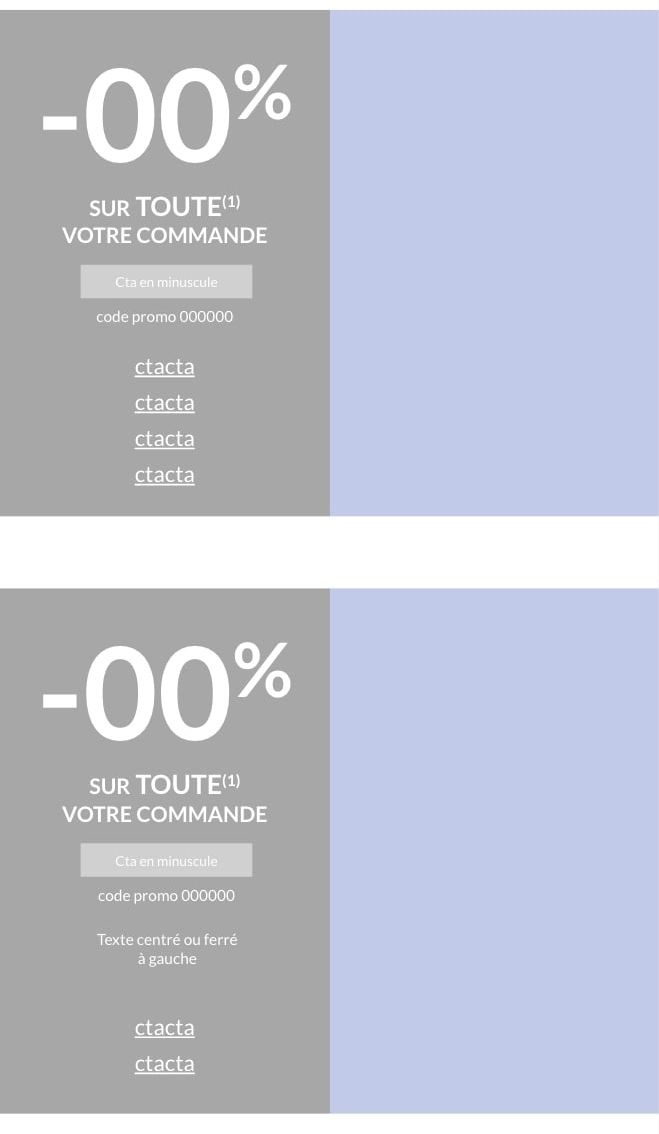 -00%
SUR TOUTE(1)
VOTRE COMMANDE
Cta en minuscule
code promo 000000
ctacta
ctacta
ctacta
ctacta
-00%
SUR TOUTE(1)
VOTRE COMMANDE
Cta en minuscule
code promo 000000
Texte centré ou ferré
à gauche
ctacta
ctacta